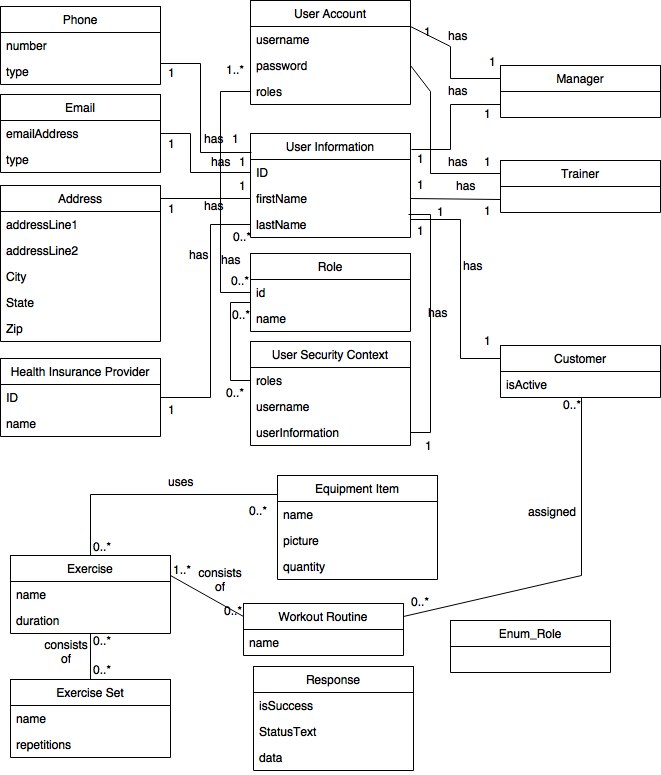 Phone
number
type
1
Email
emailAddress
type
1
Address
addressLine1
addressLine2
City
State
Zip
1
Health Insurance Provider
ID
name
1
User Account
username
password
roles
1..*
1
has
1
has
Manager
1
has
1
Trainer
1
has
1
User Information
ID
firstName
lastName
has
1
has
1
has
1
has
0..*
has
1
1
1
1
has
1
has
Role
id
name
0..*
0..*
User Security Context
roles
username
userInformation
0..*
1
Customer
isActive
0..*
assigned
0..*
Equipment Item
name
picture
quantity
uses
0..*
0..*
Exercise
name
duration
1..*
consists
of
0..*
Workout Routine
name
0..*
consists
of
0..*
Exercise Set
name
repetitions
Response
isSuccess
StatusText
data
Enum_Role